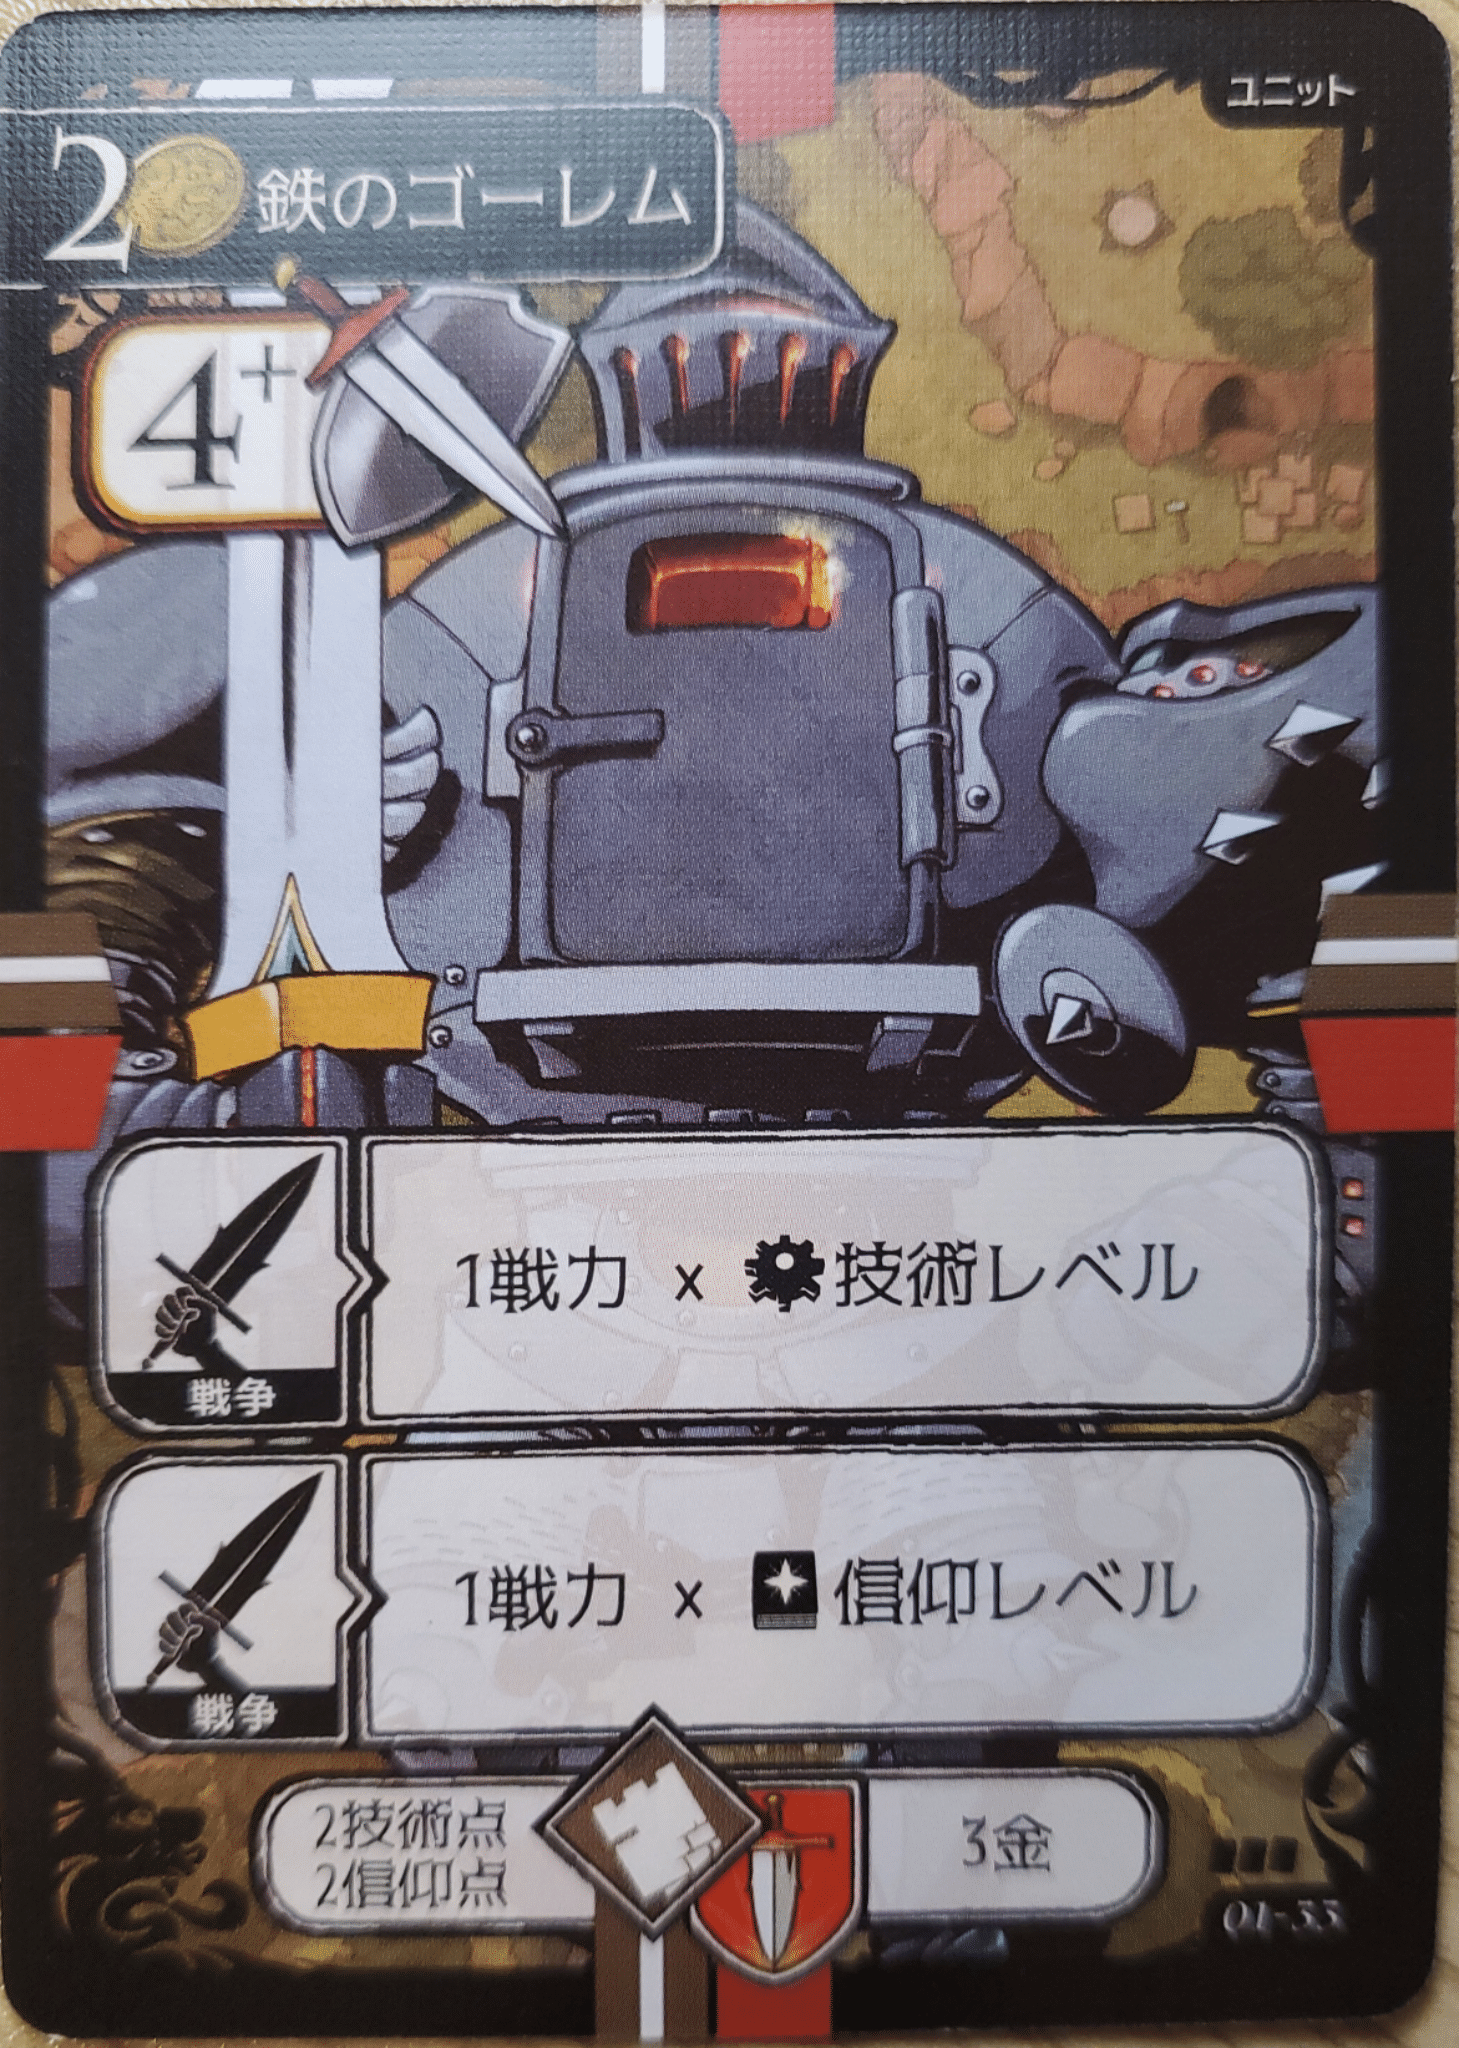 ユニット
2 鉄のゴーレム
4+
戦争
1戦力 x 技術レベル
戦争
1戦力 x 信仰レベル
2技術点
2信仰点
3金
01-55